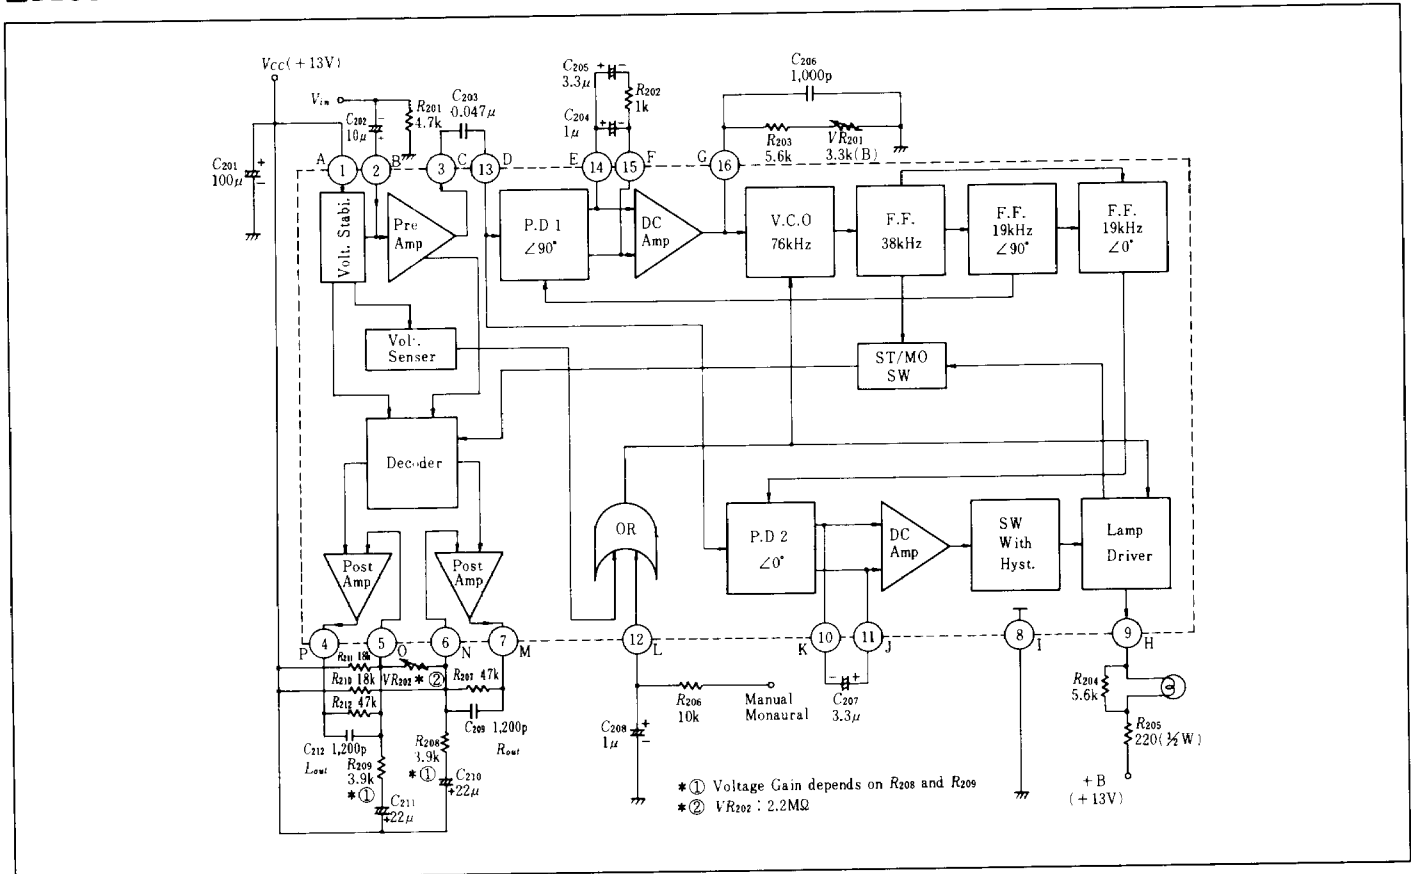 Vcc(+13V)
Vin
C202
10μ
R201
4.7k
C203
0.047μ
C205
3.3μ
R202
1k
C204
1μ
C206
1,000p
R203
5.6k
VR201
3.3k(B)
C201
100μ
A
1
2
B
3
C
13
D
E
14
15
F
G
16
Volt. Stabi.
Pre
Amp
P.D 1
∠90°
DC
Amp
V.C.O
76kHz
F.F.
38kHz
F.F.
19kHz
∠90°
F.F.
19kHz
∠0°
Volt.
Senser
ST/MO
SW
Decoder
OR
P.D 2
∠0°
DC
Amp
SW
With
Hyst.
Lamp
Driver
Post
Amp
Post
Amp
P
4
5
O
6
N
7
M
12
L
K
10
11
J
8
I
9
H
R211 18k
R210 18k
R212 47k
VR202 * ②
R207 47k
C209 1,200p
Rout
C212 1,200p
Lout
R209
3.9k
* ①
C211
22μ
R208
3.9k
* ①
C210
22μ
C208
1μ
R206
10k
Manual
Monaural
C207
3.3μ
R204
5.6k
R205
220(½W)
+B
(+13V)
* ① Voltage Gain depends on R208 and R209
* ② VR202 : 2.2MΩ